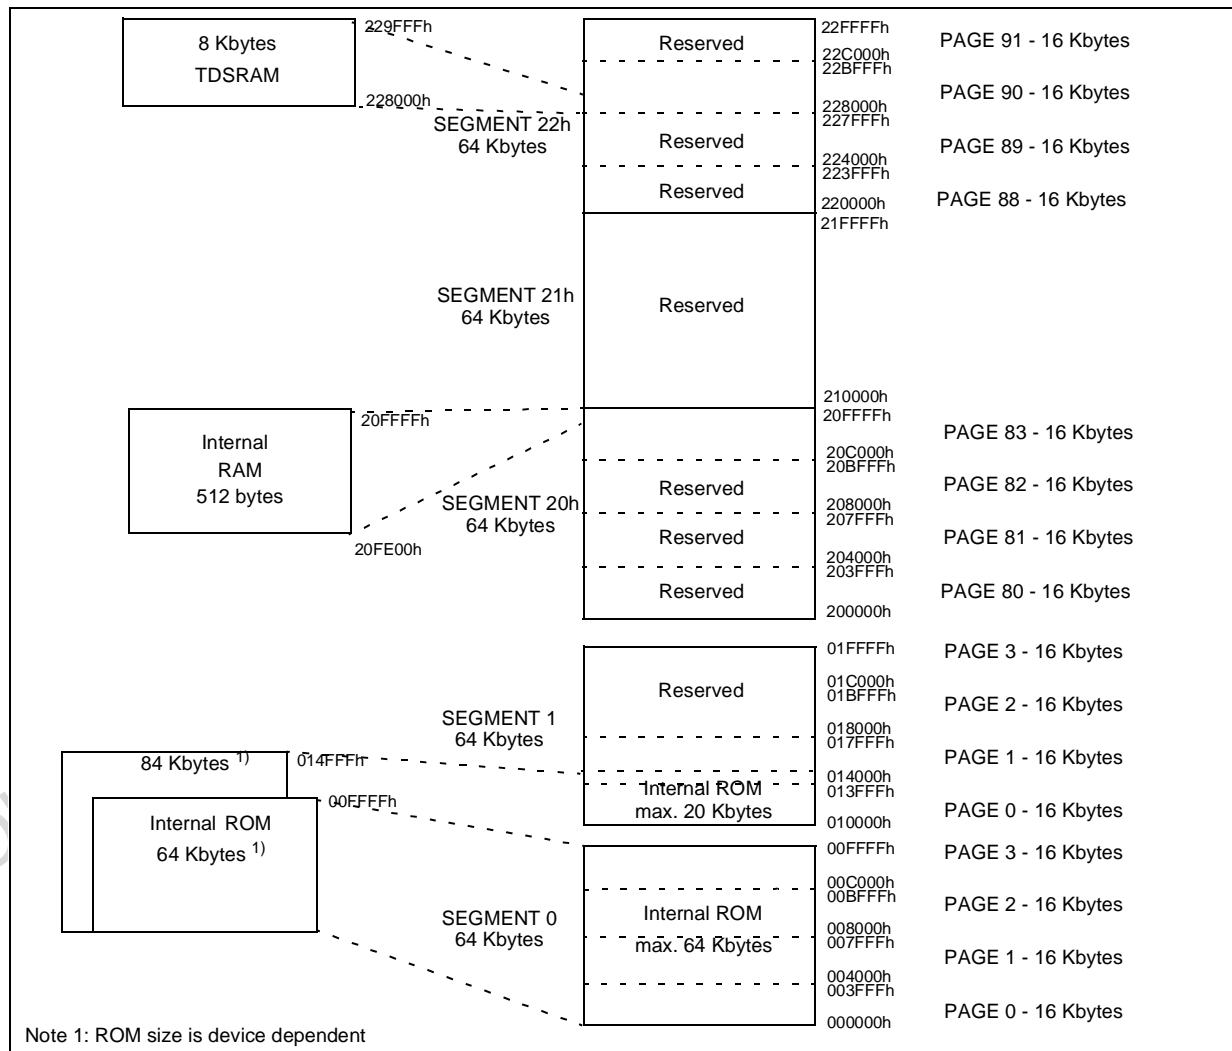 8 Kbytes
TDSRAM
229FFFh
228000h
SEGMENT 22h
64 Kbytes
Reserved
22FFFFh
PAGE 91 - 16 Kbytes
22C000h
22BFFFh
PAGE 90 - 16 Kbytes
228000h
227FFFh
Reserved
PAGE 89 - 16 Kbytes
224000h
223FFFh
Reserved
PAGE 88 - 16 Kbytes
220000h
21FFFFh
SEGMENT 21h
64 Kbytes
Reserved
210000h
20FFFFh
Internal
RAM
512 bytes
20FFFFh
20FE00h
SEGMENT 20h
64 Kbytes
PAGE 83 - 16 Kbytes
20C000h
20BFFFh
Reserved
PAGE 82 - 16 Kbytes
208000h
207FFFh
Reserved
PAGE 81 - 16 Kbytes
204000h
203FFFh
Reserved
PAGE 80 - 16 Kbytes
200000h
01FFFFh
PAGE 3 - 16 Kbytes
Reserved
01C000h
01BFFFh
PAGE 2 - 16 Kbytes
SEGMENT 1
64 Kbytes
018000h
017FFFh
PAGE 1 - 16 Kbytes
84 Kbytes 1)
014FFFh
014000h
013FFFh
Internal ROM
max. 20 Kbytes
PAGE 0 - 16 Kbytes
010000h
00FFFFh
Internal ROM
64 Kbytes 1)
00FFFFh
PAGE 3 - 16 Kbytes
00C000h
00BFFFh
PAGE 2 - 16 Kbytes
SEGMENT 0
64 Kbytes
Internal ROM
max. 64 Kbytes
008000h
007FFFh
PAGE 1 - 16 Kbytes
004000h
003FFFh
PAGE 0 - 16 Kbytes
000000h
Note 1: ROM size is device dependent